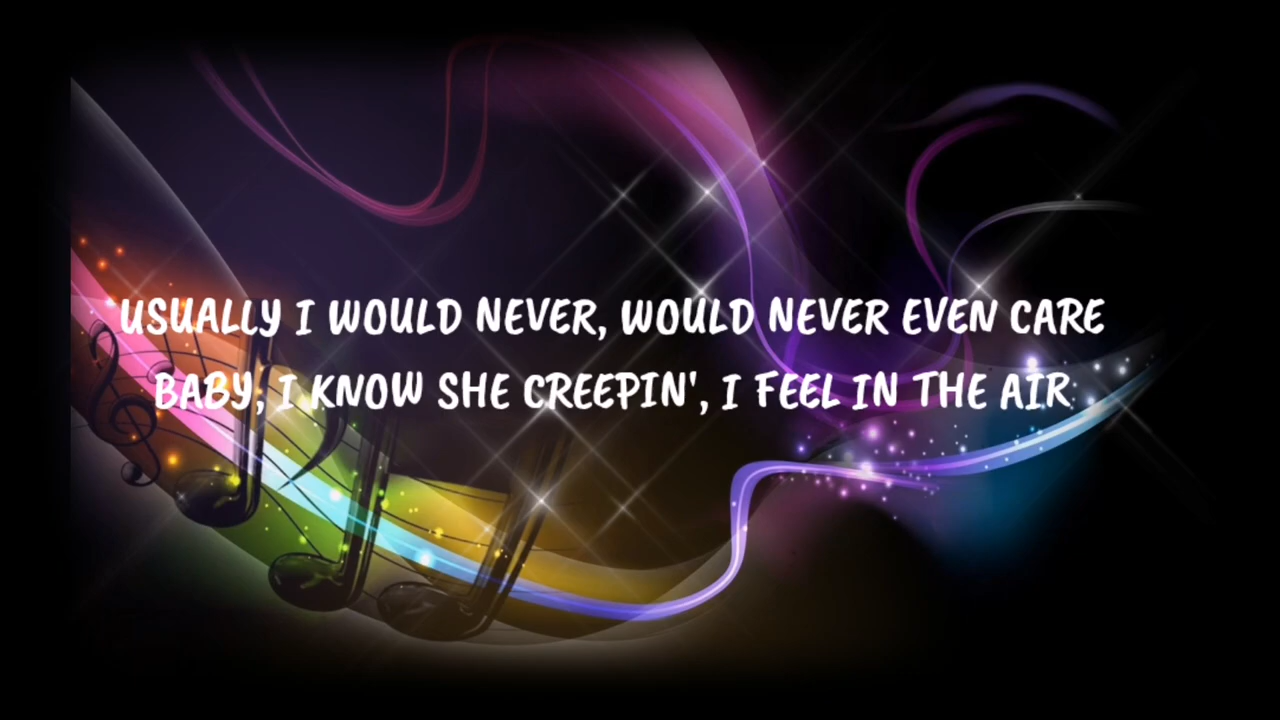 USUALLY I WOULD NEVER, WOULD NEVER EVEN CARE
BABY, I KNOW SHE CREEPIN', I FEEL IN THE AIR